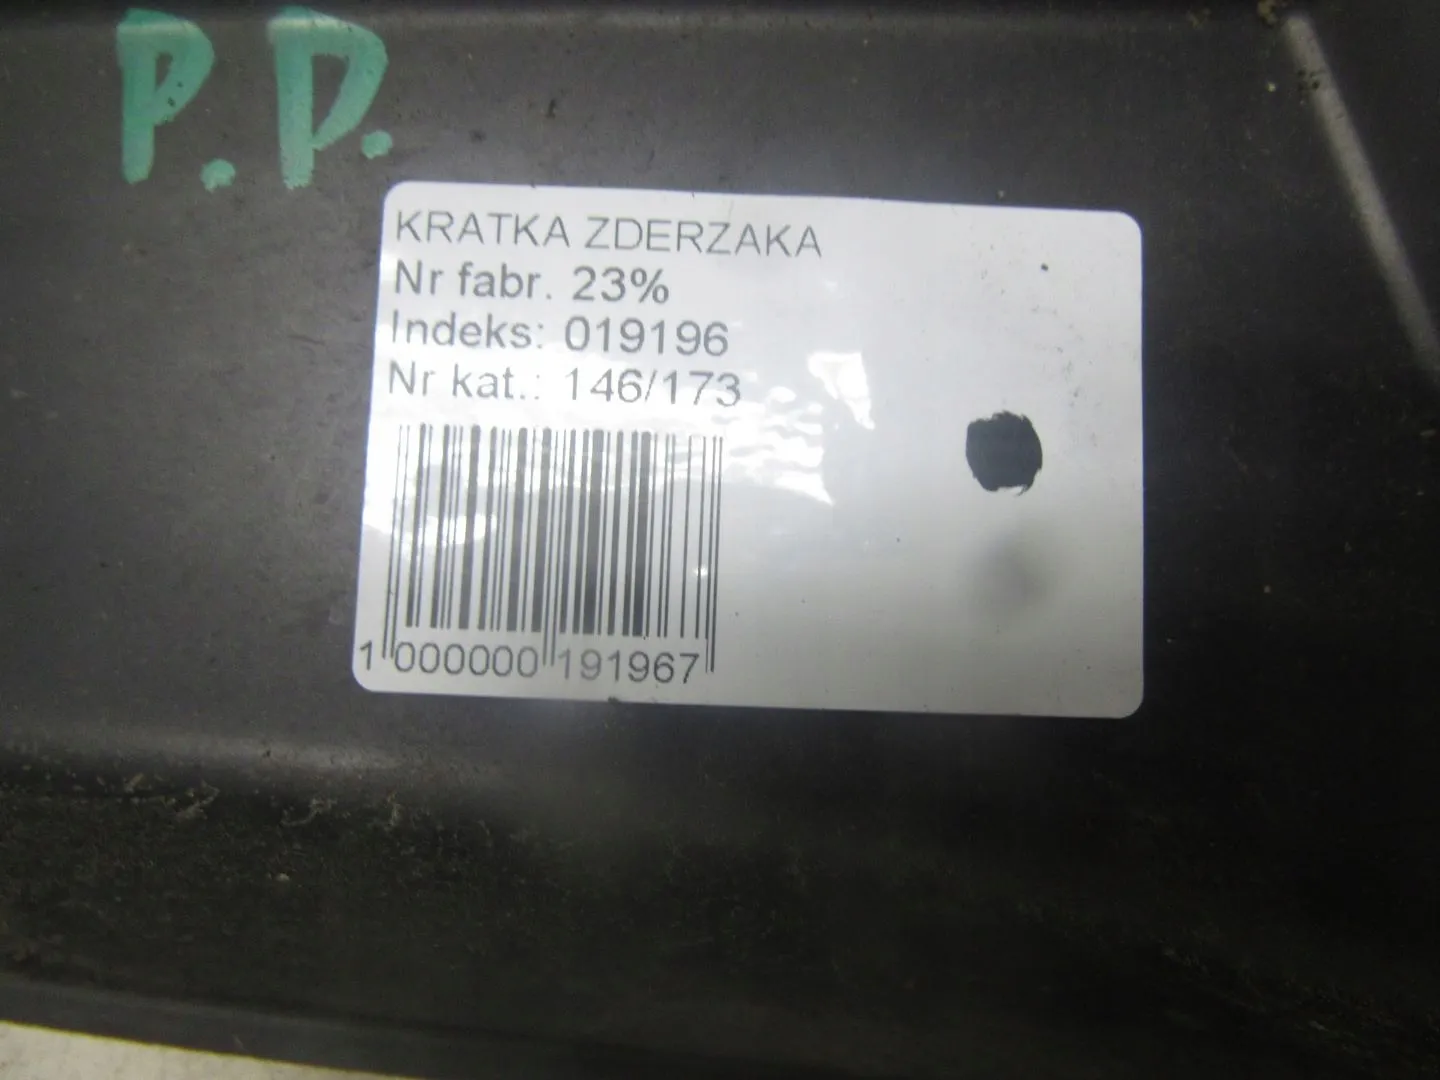 P.D.
KRATKA ZDERZAKA
Nr fabr. 23%
Indeks: 019196
Nr kat.: 146/173
1 000000 191967